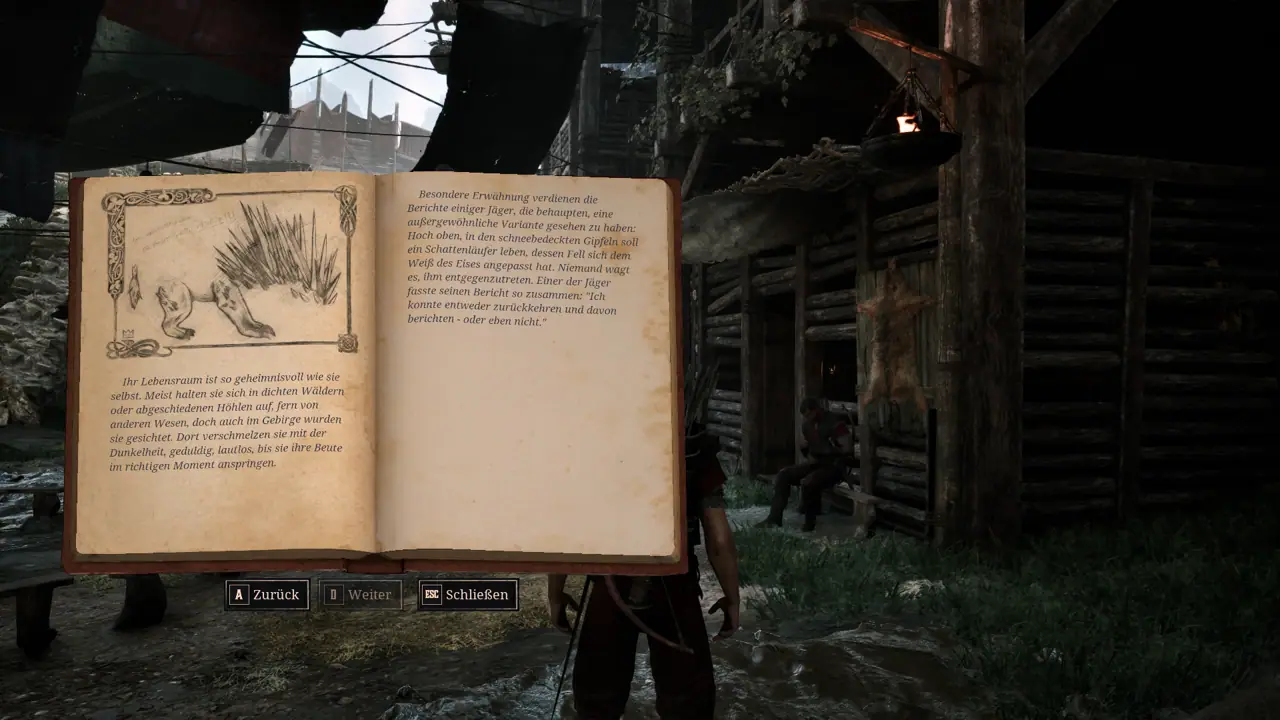 Ihr Lebensraum ist so geheimnisvoll wie sie
selbst. Meist halten sie sich in dichten Wäldern
oder abgeschiedenen Höhlen auf, fern von
anderen Wesen, doch auch im Gebirge wurden
sie gesichtet. Dort verschmelzen sie mit der
Dunkelheit, geduldig, lautlos, bis sie ihre Beute
im richtigen Moment anspringen.
Besondere Erwähnung verdienen die
Berichte einiger Jäger, die behaupten, eine
außergewöhnliche Variante gesehen zu haben:
Hoch oben, in den schneebedeckten Gipfeln soll
ein Schattenläufer leben, dessen Fell sich dem
Weiß des Eises angepasst hat. Niemand wagt
es, ihm entgegenzutreten. Einer der Jäger
fasste seinen Bericht so zusammen: "Ich
konnte entweder zurückkehren und davon
berichten - oder eben nicht."
A Zurück
D Weiter
ESC Schließen